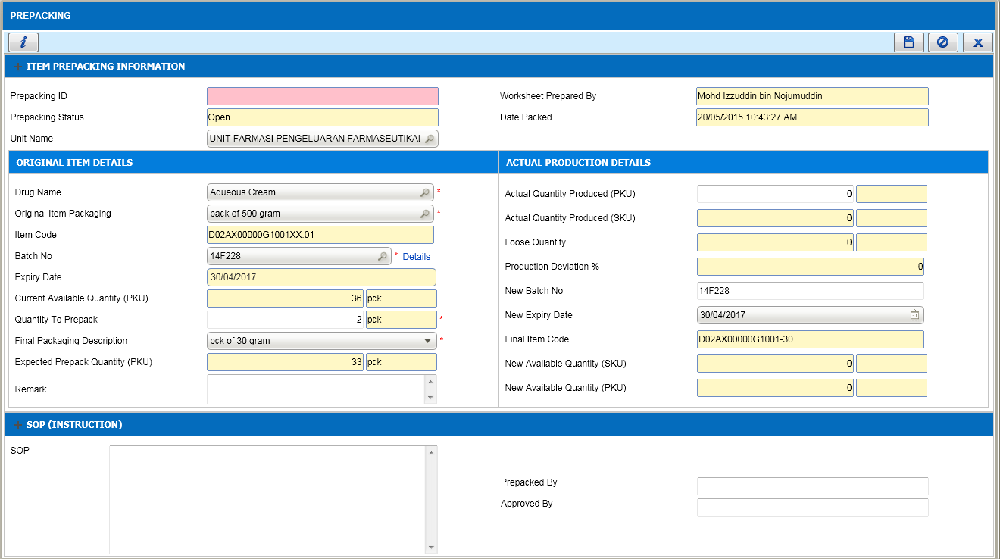 PREPACKING
i
X
ITEM PREPACKING INFORMATION
Prepacking ID
Worksheet Prepared By Mohd Izzuddin bin Nojumuddin
Prepacking Status Open
Date Packed 20/05/2015 10:43:27 AM
Unit Name UNIT FARMASI PENGELUARAN FARMASEUTIKAL
ORIGINAL ITEM DETAILS
Drug Name Aqueous Cream *
Original Item Packaging pack of 500 gram *
Item Code D02AX00000G1001XX.01
Batch No 14F228 * Details
Expiry Date 30/04/2017
Current Available Quantity (PKU) 36 pck
Quantity To Prepack 2 pck *
Final Packaging Description pck of 30 gram *
Expected Prepack Quantity (PKU) 33 pck
Remark
ACTUAL PRODUCTION DETAILS
Actual Quantity Produced (PKU) 0
Actual Quantity Produced (SKU) 0
Loose Quantity 0
Production Deviation % 0
New Batch No 14F228
New Expiry Date 30/04/2017 31
Final Item Code D02AX00000G1001-30
New Available Quantity (SKU) 0
New Available Quantity (PKU) 0
SOP (INSTRUCTION)
SOP
Prepacked By
Approved By